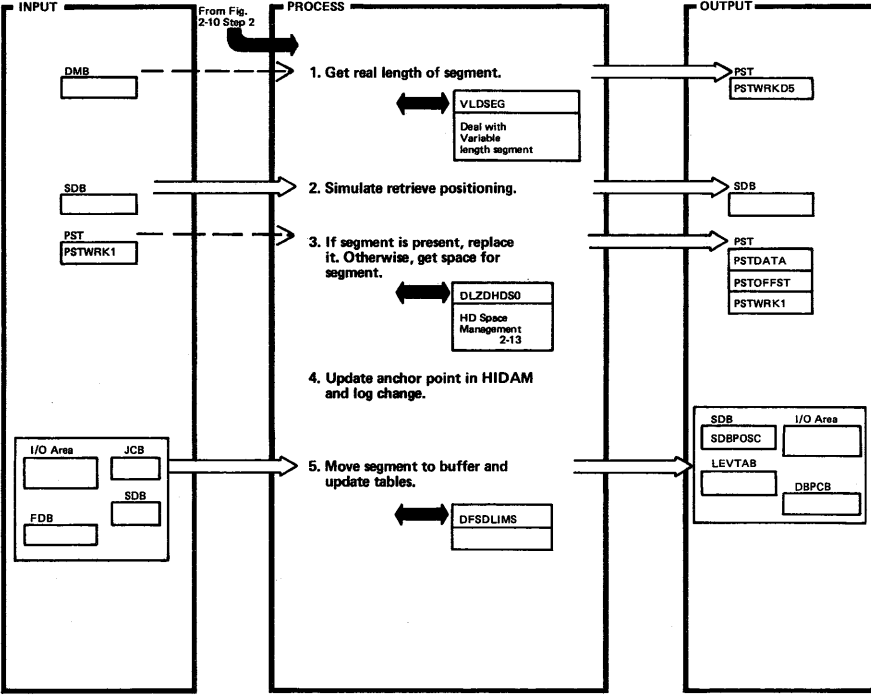 INPUT
From Fig.
2-10 Step 2
PROCESS
OUTPUT
DMB
1. Get real length of segment.
PST
PSTWRKD5
VLDSEG
Deal with
Variable
length segment
SDB
2. Simulate retrieve positioning.
SDB
PST
PSTWRK1
3. If segment is present, replace
it. Otherwise, get space for
segment.
PST
PSTDATA
PSTOFFST
PSTWRK1
DLZDHDS0
HD Space
Management
2-13
4. Update anchor point in HIDAM
and log change.
I/O Area
JCB
SDB
FDB
5. Move segment to buffer and
update tables.
SDB
I/O Area
SDBPOSC
LEVTAB
DBPCB
DFSDLIMS